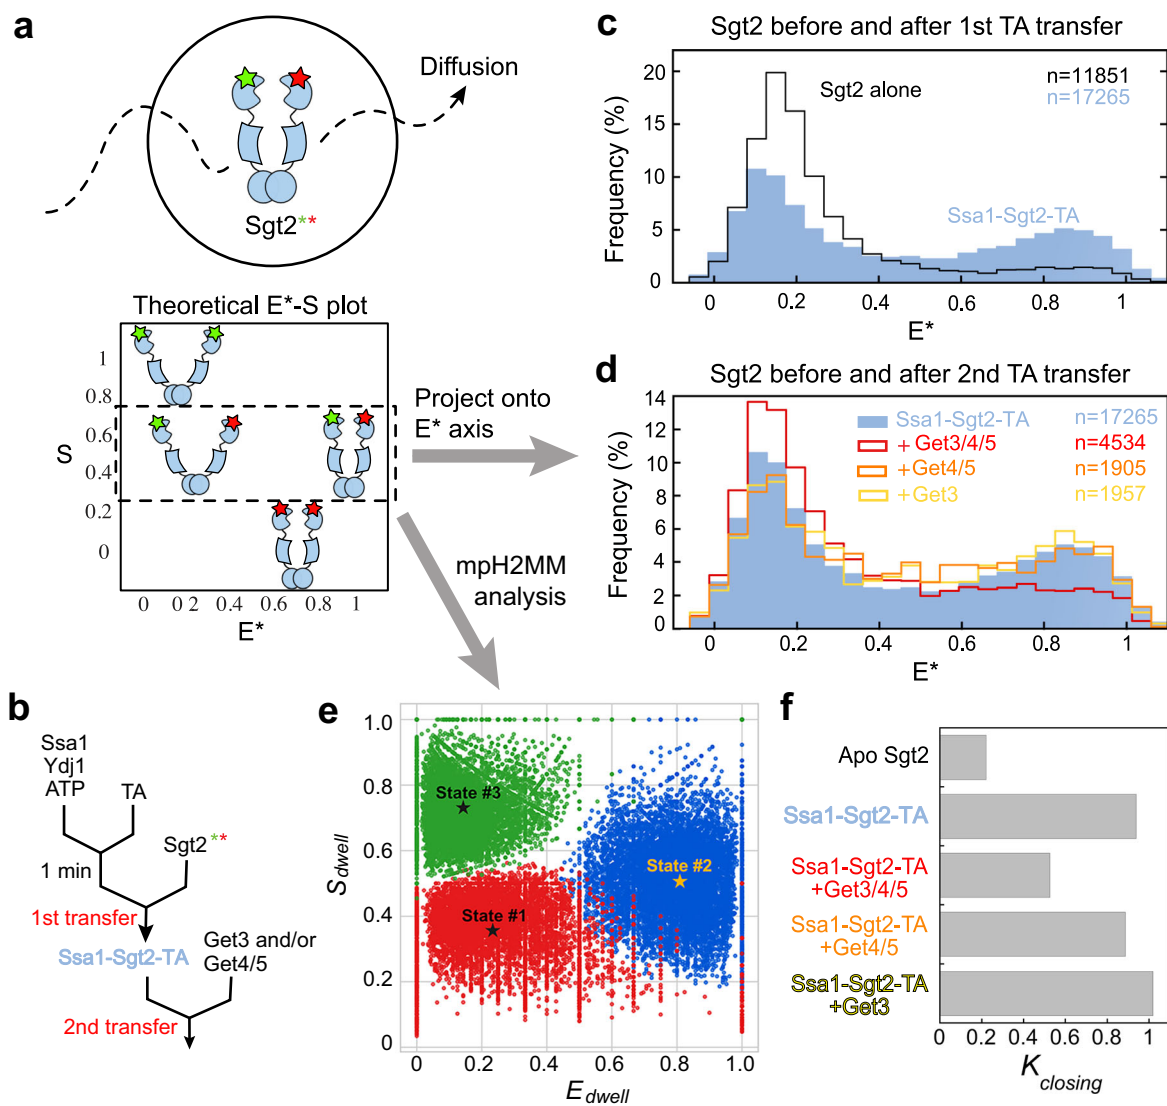 a
Diffusion
Sgt2**
Theoretical E*-S plot
1
0.8
0.6
S
0.4
0.2
0
0 0 2 0.4 0.6 0.8 1
E*
Project onto
E* axis
mpH2MM
analysis
b
Ssa1
Ydj1
ATP
TA
Sgt2**
1 min
1st transfer
Ssa1-Sgt2-TA
Get3 and/or
Get4/5
2nd transfer
c
Sgt2 before and after 1st TA transfer
Sgt2 alone
n=11851
n=17265
Ssa1-Sgt2-TA
Frequency (%)
20
15
10
5
0
0 0.2 0.4 0.6 0.8 1
E*
d
Sgt2 before and after 2nd TA transfer
Ssa1-Sgt2-TA n=17265
+ Get3/4/5 n=4534
+Get4/5 n=1905
+Get3 n=1957
Frequency (%)
14
12
10
8
6
4
2
0
0 0.2 0.4 0.6 0.8 1
E*
e
S dwell
1.0
0.8
0.6
0.4
0.2
0
State #3
State #2
State #1
0 0.2 0.4 0.6 0.8 1.0
E dwell
f
Apo Sgt2
Ssa1-Sgt2-TA
Ssa1-Sgt2-TA
+Get3/4/5
Ssa1-Sgt2-TA
+Get4/5
Ssa1-Sgt2-TA
+Get3
0 0.2 0.4 0.6 0.8 1
K closing